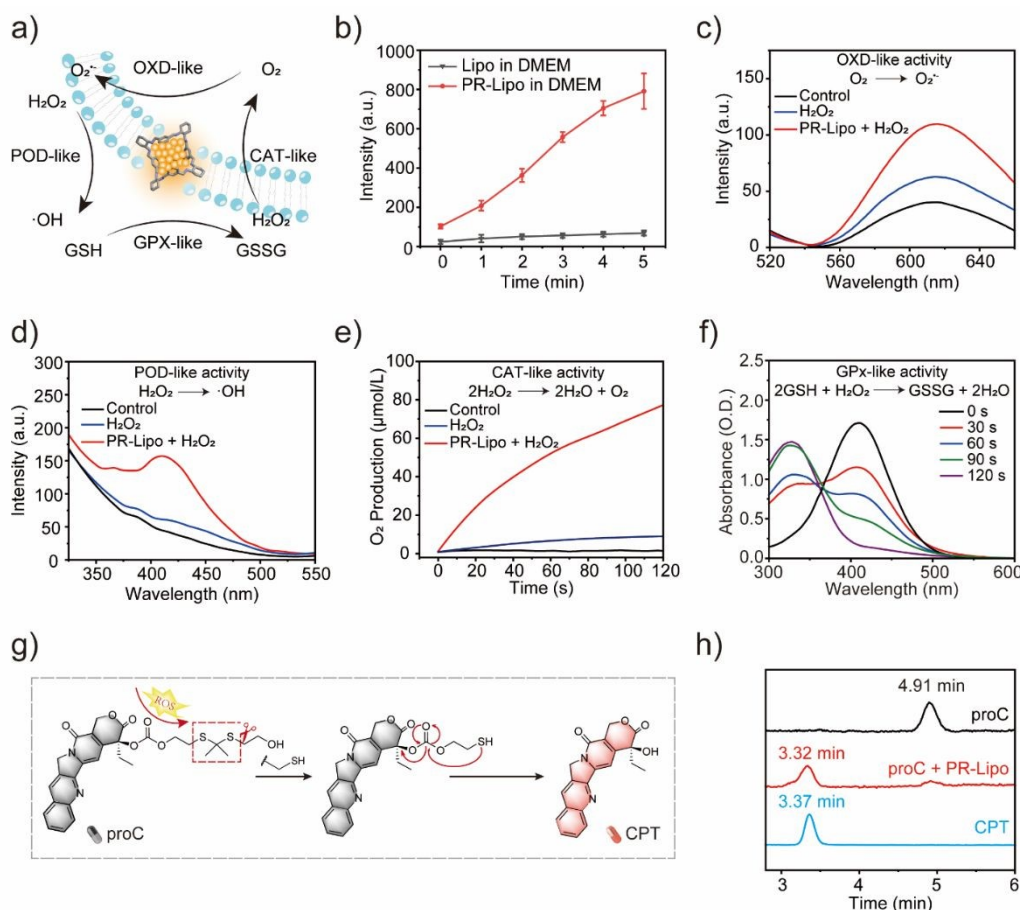 a)
O₂•⁻
OXD-like
O₂
H₂O₂
POD-like
CAT-like
·OH
H₂O₂
GSH
GPX-like
GSSG
b)
Intensity (a.u.)
1000
800
600
400
200
0
Lipo in DMEM
PR-Lipo in DMEM
0 1 2 3 4 5
Time (min)
c)
Intensity (a.u.)
175
150
100
50
0
OXD-like activity
O₂ → O₂•⁻
Control
H₂O₂
PR-Lipo + H₂O₂
520 560 600 640
Wavelength (nm)
d)
Intensity (a.u.)
300
250
200
150
100
50
0
POD-like activity
H₂O₂ → ·OH
Control
H₂O₂
PR-Lipo + H₂O₂
350 400 450 500 550
Wavelength (nm)
e)
O₂ Production (μmol/L)
100
80
60
40
20
0
CAT-like activity
2H₂O₂ → 2H₂O + O₂
Control
H₂O₂
PR-Lipo + H₂O₂
0 20 40 60 80 100 120
Time (s)
f)
Absorbance (O.D.)
2.5
2.0
1.5
1.0
0.5
0.0
GPx-like activity
2GSH + H₂O₂ → GSSG + 2H₂O
0 s
30 s
60 s
90 s
120 s
300 350 400 450 500 550 600
Wavelength (nm)
g)
ROS
O
O
N
O
O
O
O
S
S
OH
SH
N
proC
O
O
N
O
O
O
O
SH
N
O
O
N
OH
N
CPT
h)
4.91 min
proC
3.32 min
proC + PR-Lipo
3.37 min
CPT
3 4 5 6
Time (min)